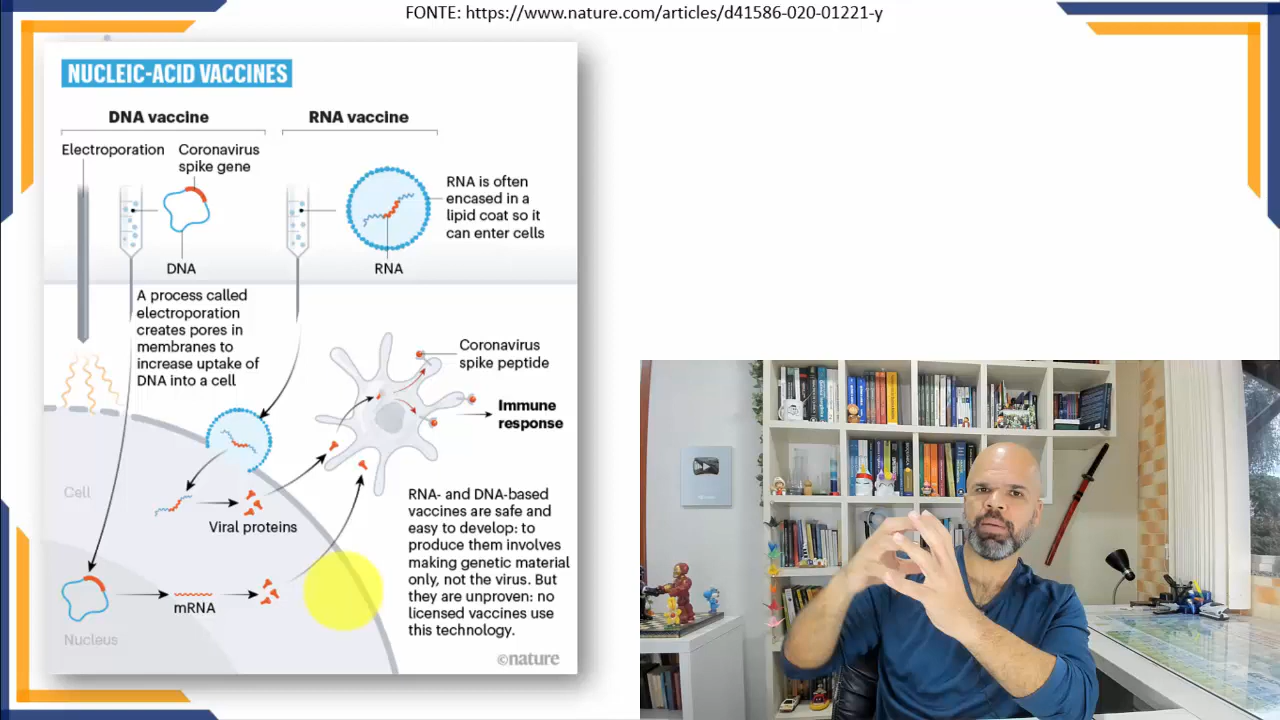 FONTE: https://www.nature.com/articles/d41586-020-01221-y
NUCLEIC-ACID VACCINES
DNA vaccine
RNA vaccine
Electroporation
Coronavirus
spike gene
RNA is often
encased in a
lipid coat so it
can enter cells
DNA
RNA
A process called
electroporation
creates pores in
membranes to
increase uptake of
DNA into a cell
Coronavirus
spike peptide
Immune
response
Cell
Viral proteins
RNA- and DNA-based
vaccines are safe and
easy to develop: to
produce them involves
making genetic material
only, not the virus. But
they are unproven: no
licensed vaccines use
this technology.
mRNA
Nucleus
©nature